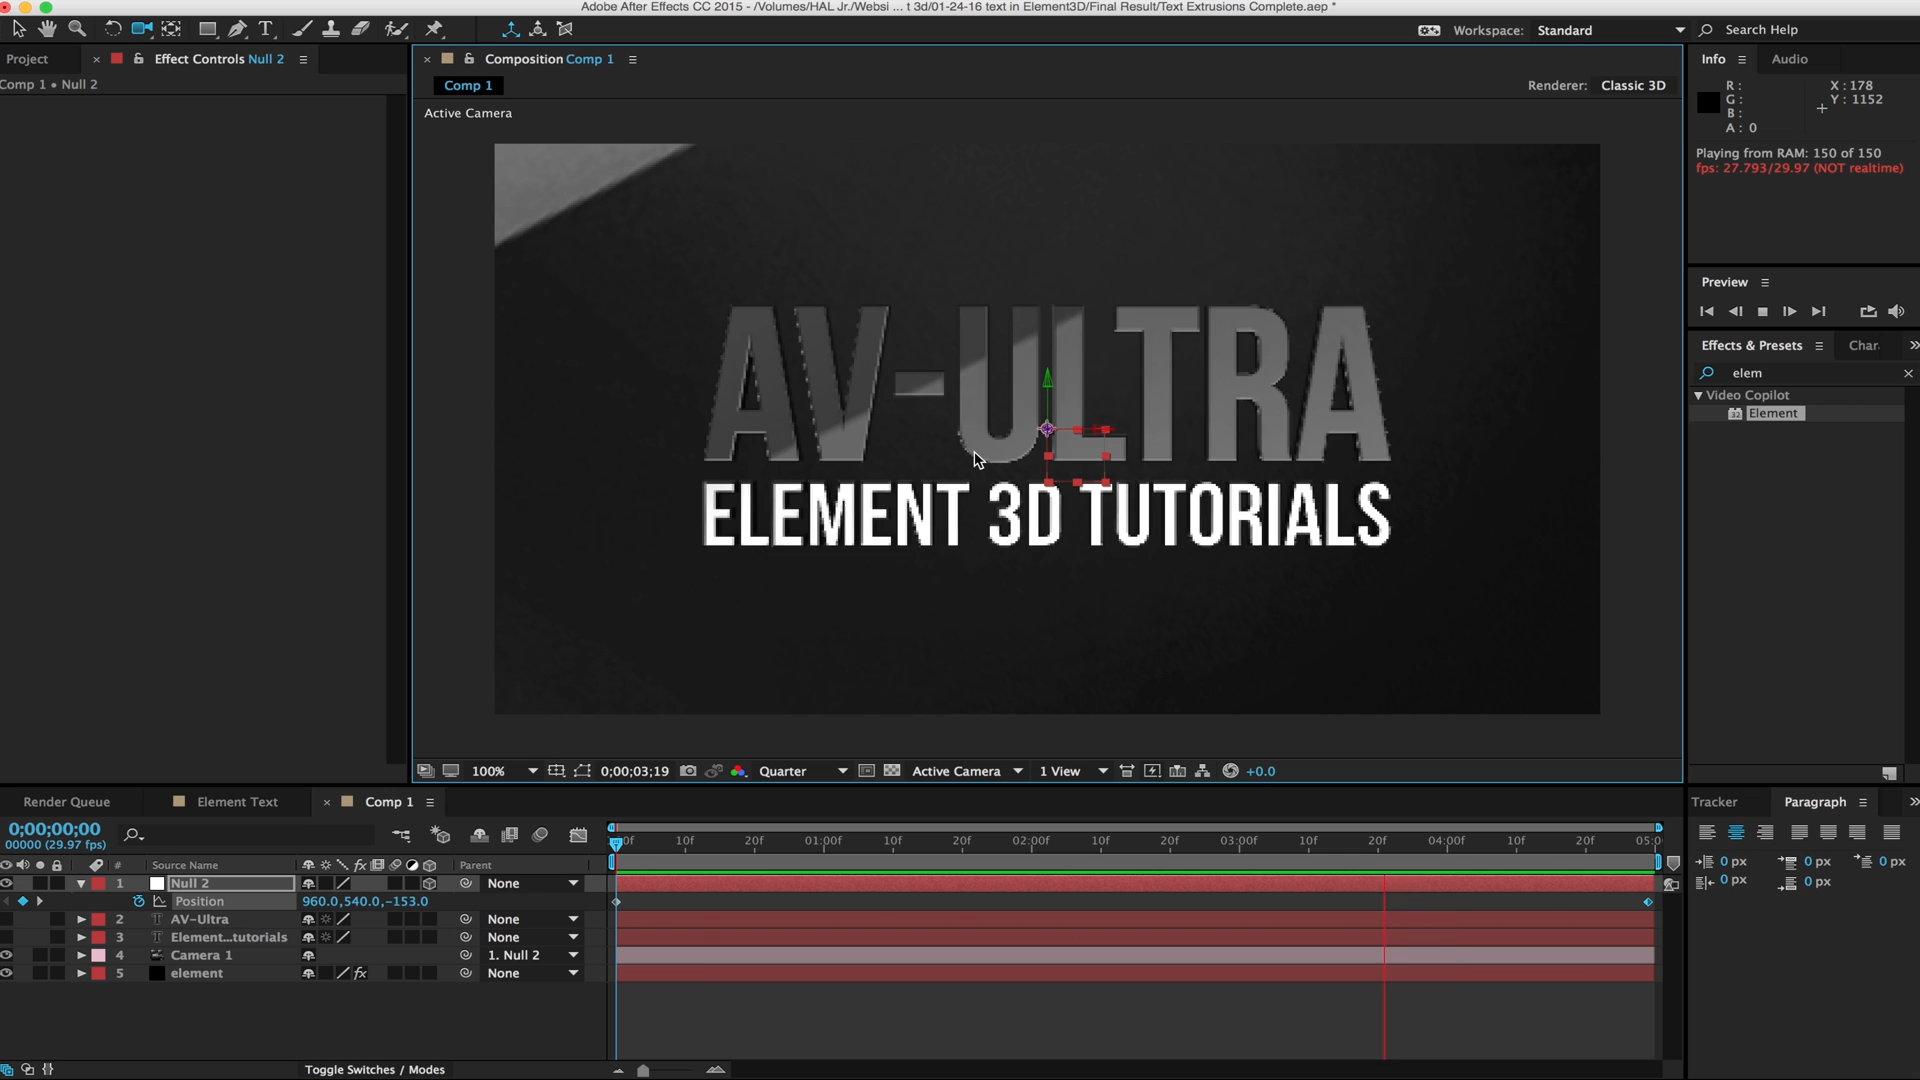 Adobe After Effects CC 2015 - /Volumes/HAL Jr./Websi ... t 3d/01-24-16 text in Element3D/Final Result/Text Extrusions Complete.aep *
Workspace: Standard
Search Help
Project
Effect Controls Null 2
Composition Comp 1
Info
Audio
Comp 1 • Null 2
Comp 1
Renderer: Classic 3D
R :
G :
B :
A : 0
X : 178
Y : 1152
Active Camera
Playing from RAM: 150 of 150
fps: 27.793/29.97 (NOT realtime)
Preview
AV-ULTRA
ELEMENT 3D TUTORIALS
Effects & Presets
Char
elem
Video Copilot
Element
100%
0;00;03;19
Quarter
Active Camera
1 View
+0.0
Render Queue
Element Text
Comp 1
Tracker
Paragraph
0;00;00;00
00000 (29.97 fps)
0f 10f 20f 01:00f 10f 20f 02:00f 10f 20f 03:00f 10f 20f 04:00f 10f 20f 05:0
# Source Name fx Parent
1 Null 2 None
Position 960.0,540.0,-153.0
2 T AV-Ultra None
3 T Element...tutorials None
4 Camera 1 1. Null 2
5 element fx None
0 px 0 px 0 px
0 px 0 px
Toggle Switches / Modes